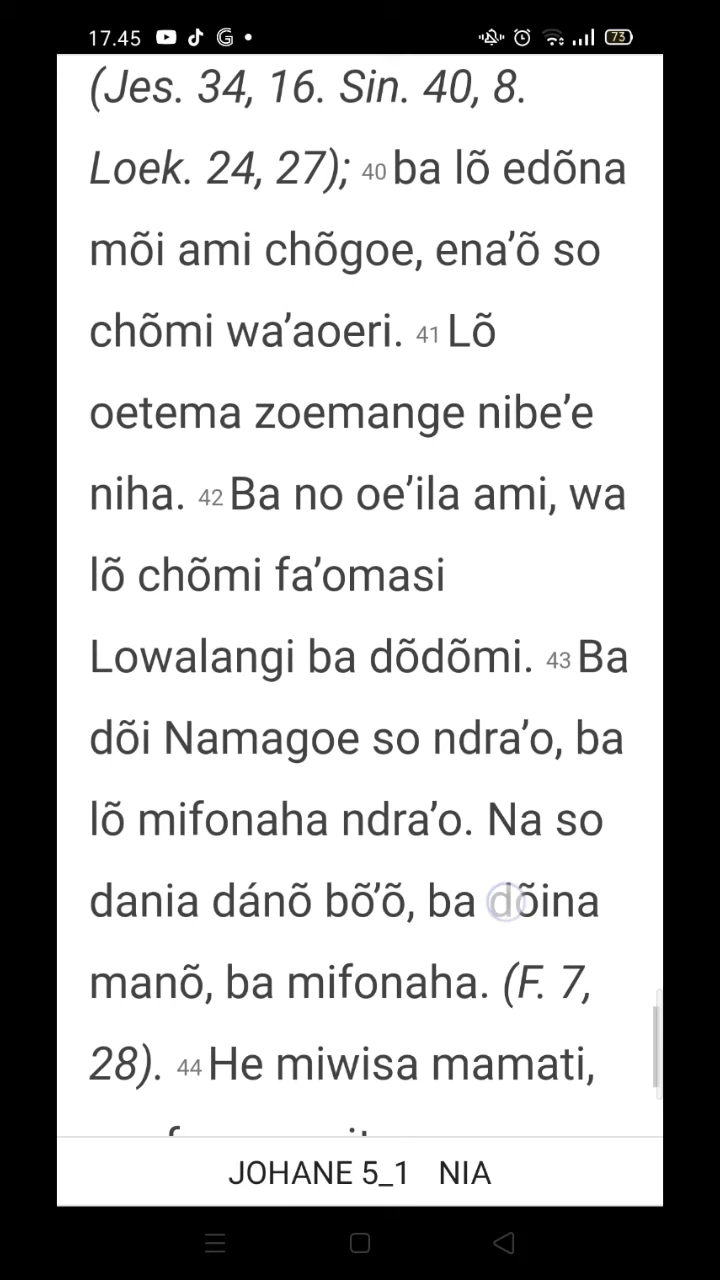 17.45
73
(Jes. 34, 16. Sin. 40, 8.
Loek. 24, 27); 40 ba lõ edõna
mõi ami chõgoe, ena’õ so
chõmi wa’aoeri. 41 Lõ
oetema zoemange nibe’e
niha. 42 Ba no oe’ila ami, wa
lõ chõmi fa’omasi
Lowalangi ba dõdõmi. 43 Ba
dõi Namagoe so ndra’o, ba
lõ mifonaha ndra’o. Na so
dania dánõ bõ’õ, ba dõina
manõ, ba mifonaha. (F. 7,
28). 44 He miwisa mamati,
JOHANE 5_1 NIA